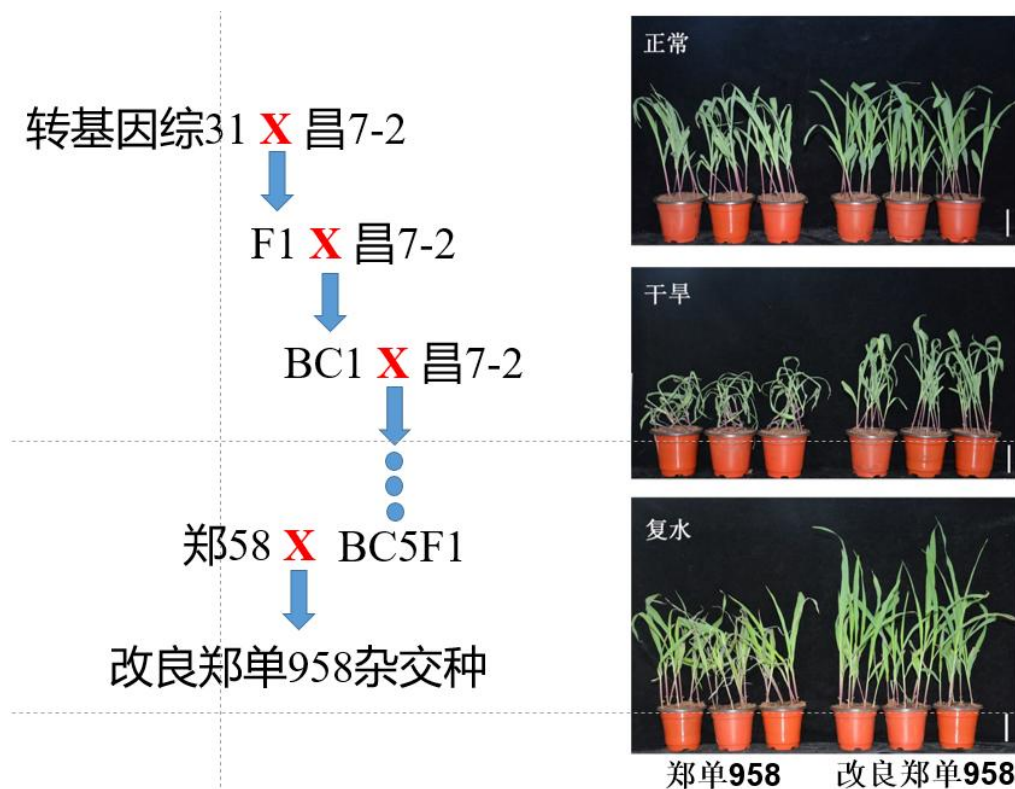 转基因综31 X 昌7-2
F1 X 昌7-2
BC1 X 昌7-2
郑58 X BC5F1
改良郑单958杂交种
正常
干旱
复水
郑单958 改良郑单958